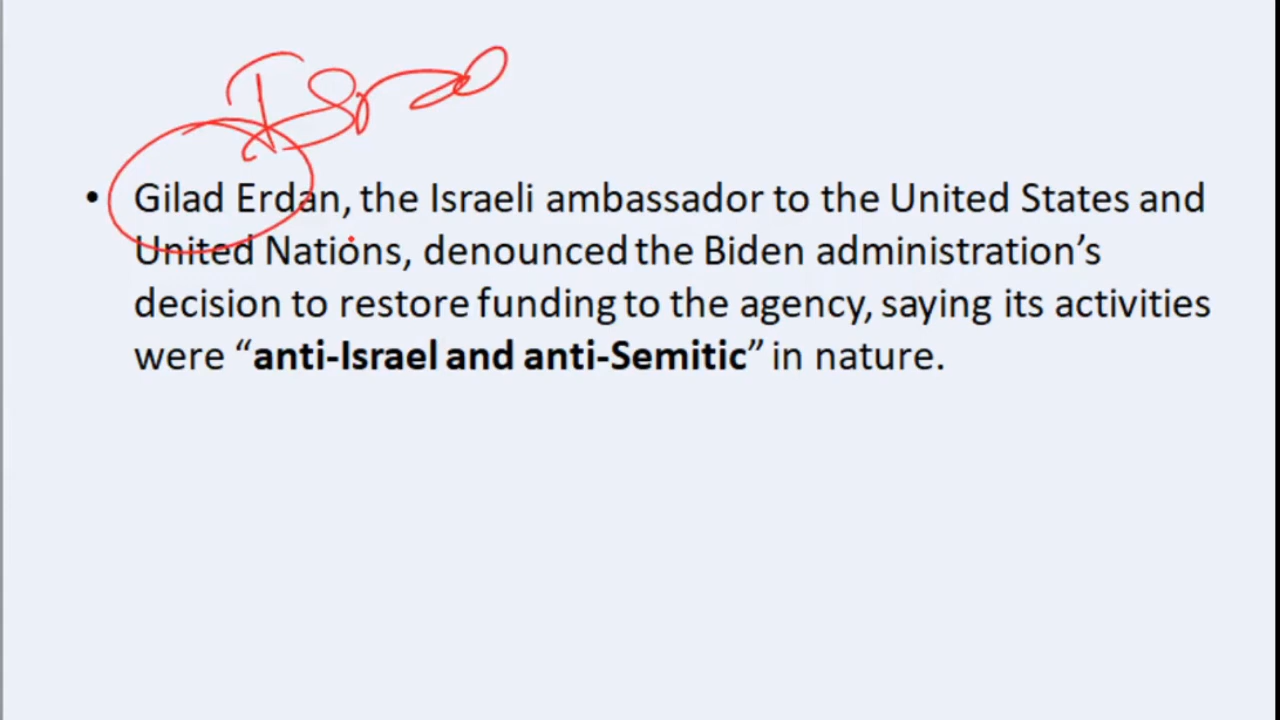 Israel
• Gilad Erdan, the Israeli ambassador to the United States and
United Nations, denounced the Biden administration’s
decision to restore funding to the agency, saying its activities
were “anti-Israel and anti-Semitic” in nature.